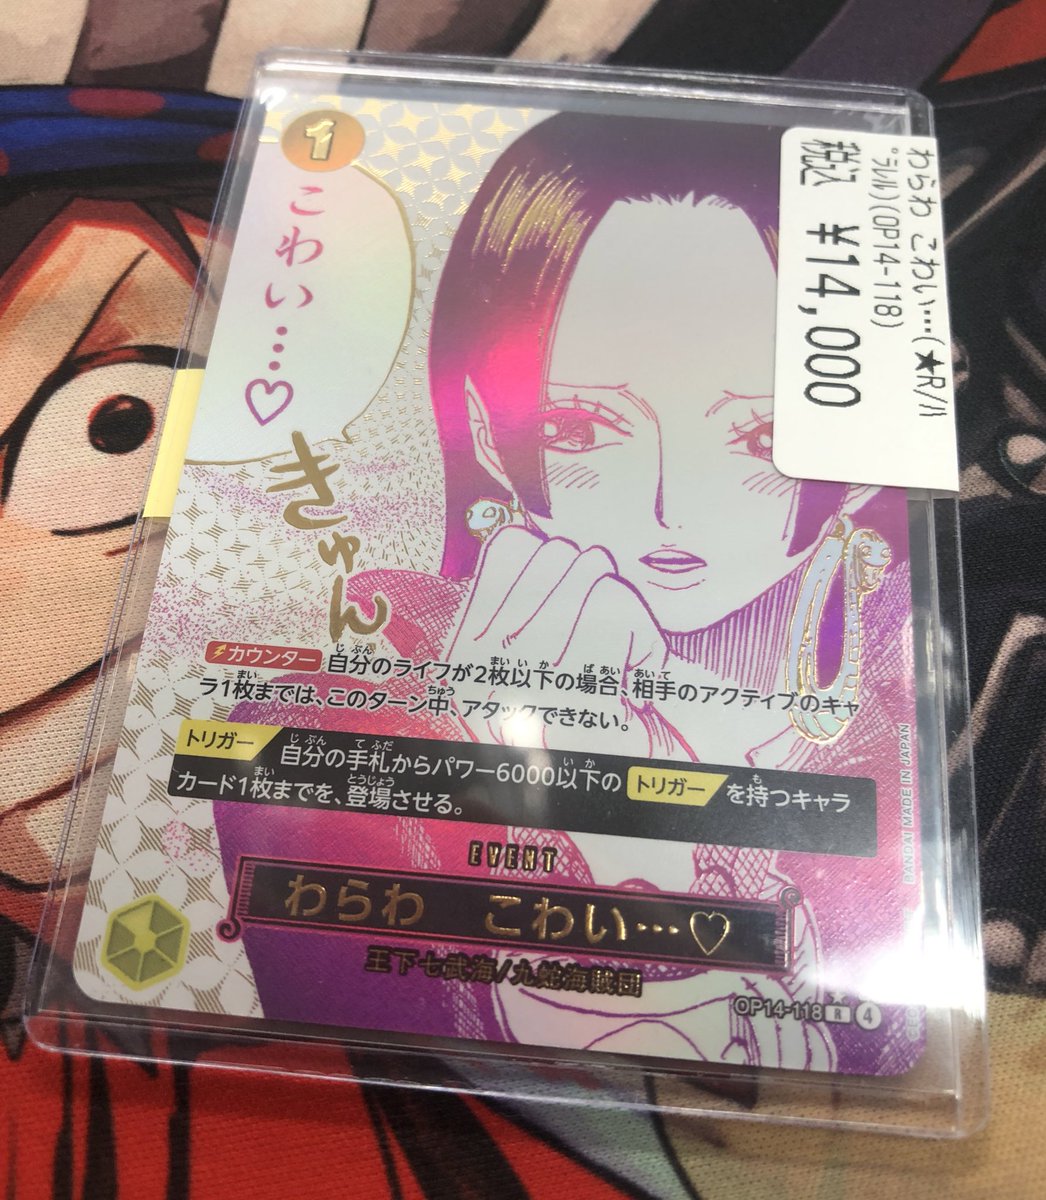 1
こわい…♡
きゅん
カウンター 自分のライフが2枚以下の場合、相手のアクティブのキャ
ラ1枚までは、このターン中、アタックできない。
トリガー 自分の手札からパワー6000以下の トリガー を持つキャラ
カード1枚までを、登場させる。
EVENT
わらわ こわい…♡
王下七武海/九蛇海賊団
OP14-118 R 4
BANDAI MADE IN JAPAN
わらわ こわい…(★R/パ
ラレル)(OP14-118)
税込 ¥14,000